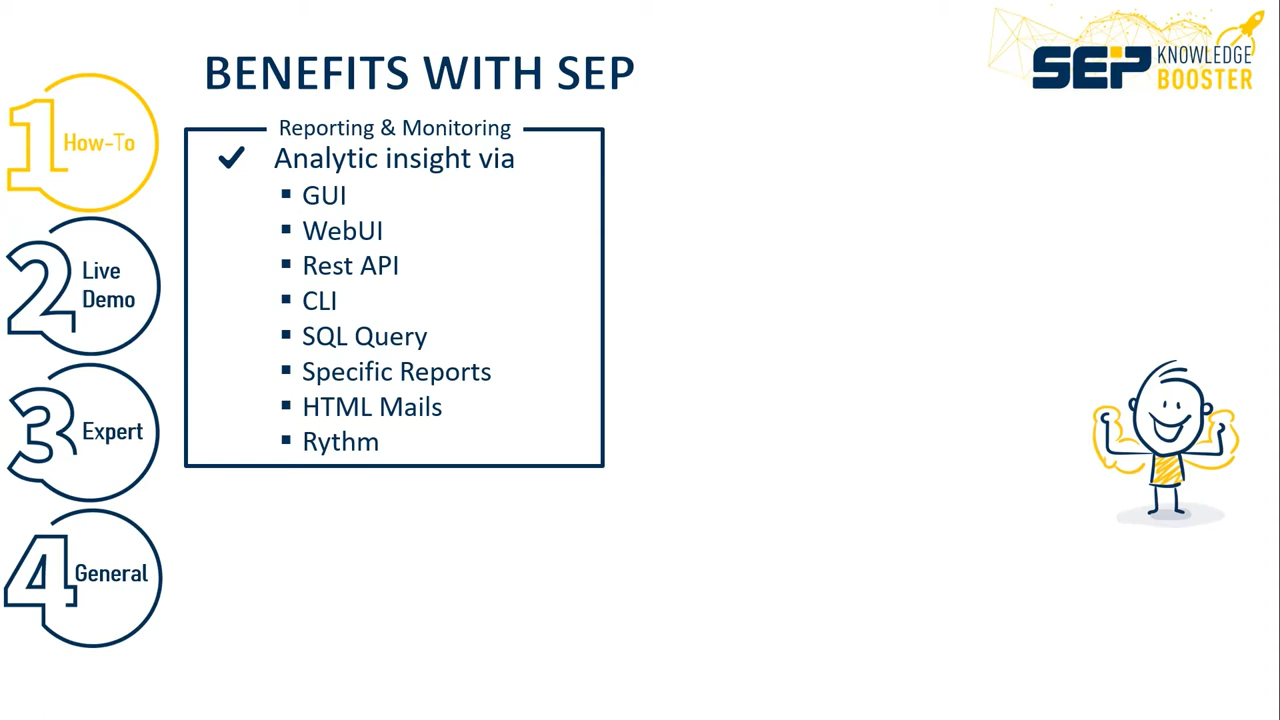 BENEFITS WITH SEP
SEP KNOWLEDGE
BOOSTER
1 How-To
2 Live
Demo
3 Expert
4 General
Reporting & Monitoring
✔ Analytic insight via
▪ GUI
▪ WebUI
▪ Rest API
▪ CLI
▪ SQL Query
▪ Specific Reports
▪ HTML Mails
▪ Rythm